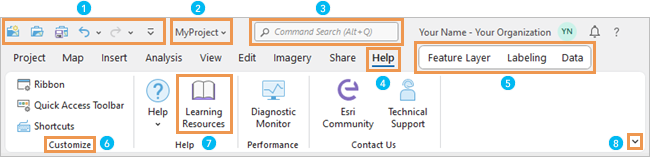 1 2 3
MyProject Command Search (Alt+Q) Your Name - Your Organization YN ?
Project Map Insert Analysis View Edit Imagery Share Help Feature Layer Labeling Data
4 5
Ribbon
Quick Access Toolbar
Shortcuts
Help
Learning
Resources
Diagnostic
Monitor
Esri
Community
Technical
Support
Customize 6 Help 7 Performance Contact Us 8